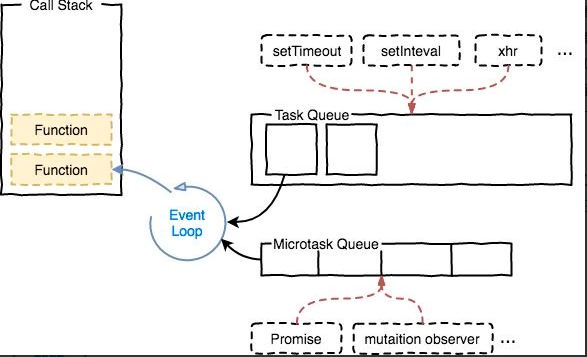 Call Stack
setTimeout
setInteval
xhr
...
Task Queue
Function
Function
Event
Loop
Microtask Queue
Promise
mutaition observer
...